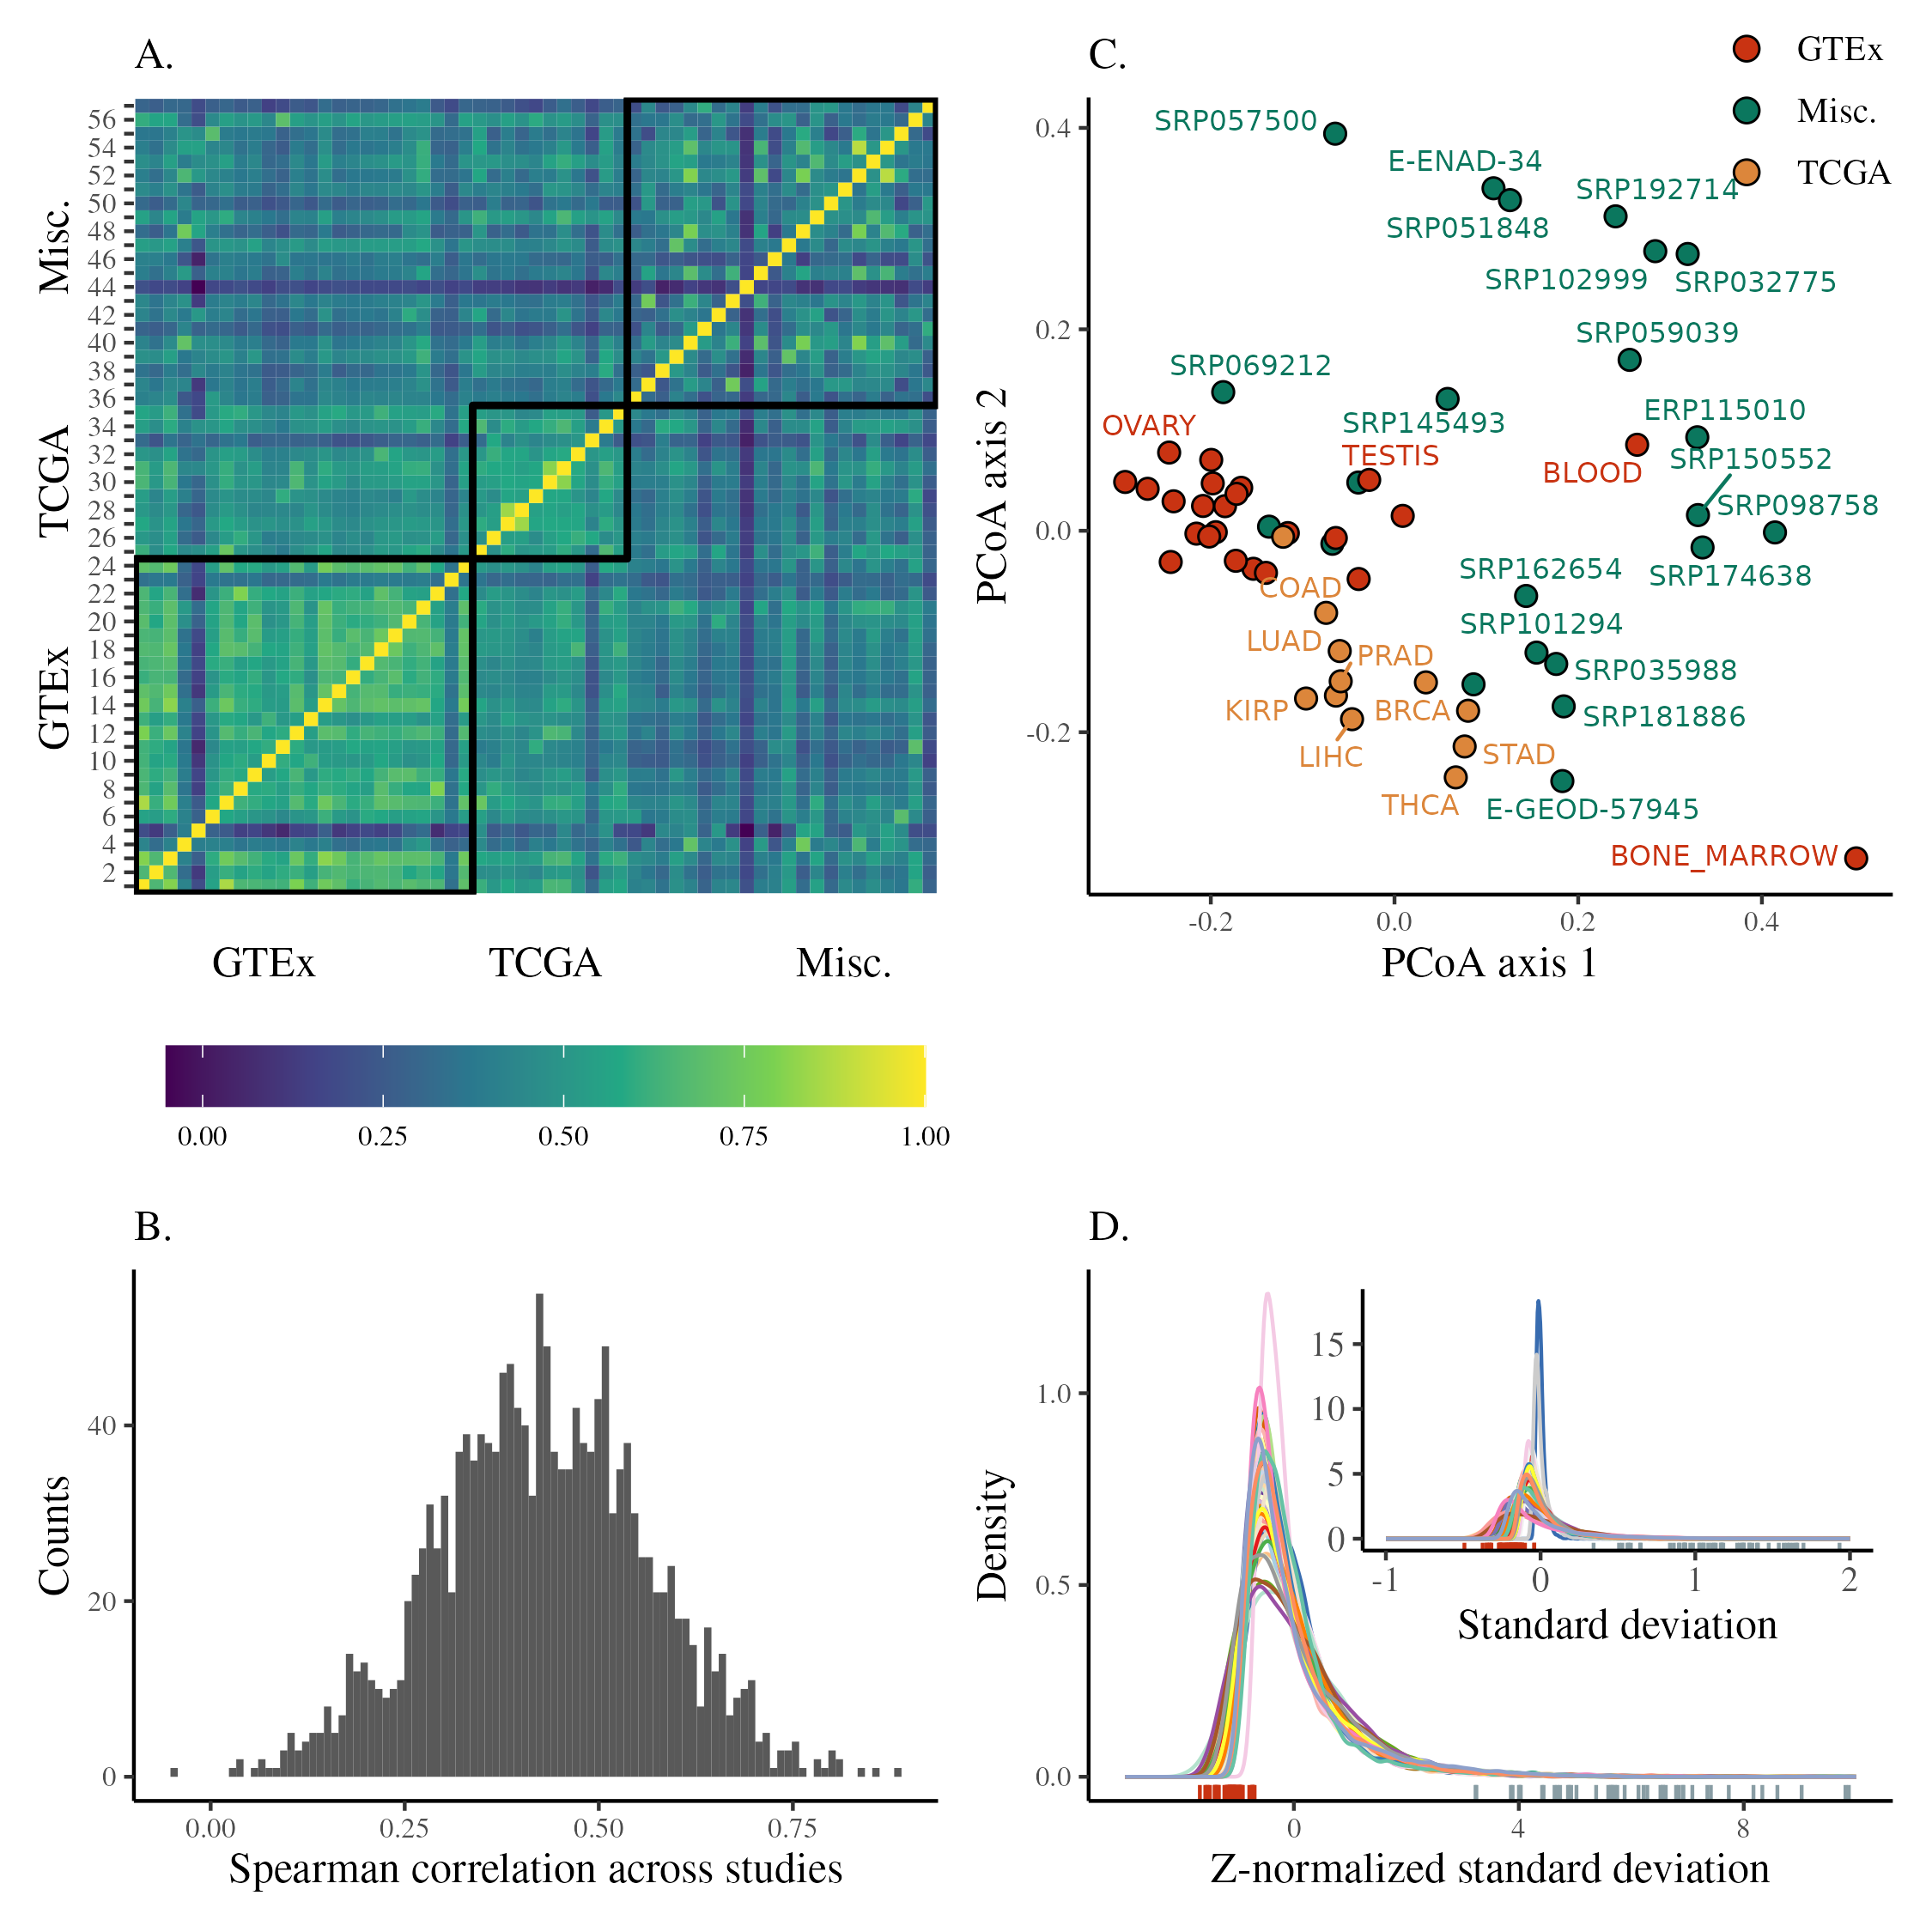 A.
Misc.
TCGA
GTEx
56
54
52
50
48
46
44
42
40
38
36
34
32
30
28
26
24
22
20
18
16
14
12
10
8
6
4
2
GTEx TCGA Misc.
0.00 0.25 0.50 0.75 1.00
C.
GTEx
Misc.
TCGA
PCoA axis 2
0.4
0.2
0.0
-0.2
SRP057500
E-ENAD-34
SRP192714
SRP051848
SRP102999
SRP032775
SRP059039
SRP069212
ERP115010
SRP145493
OVARY
TESTIS
BLOOD
SRP150552
SRP098758
SRP162654
SRP174638
COAD
SRP101294
LUAD
PRAD
SRP035988
KIRP
BRCA
SRP181886
LIHC
STAD
THCA
E-GEOD-57945
BONE_MARROW
-0.2 0.0 0.2 0.4
PCoA axis 1
B.
Counts
40
20
0
0.00 0.25 0.50 0.75
Spearman correlation across studies
D.
Density
1.0
0.5
0.0
15
10
5
0
-1 0 1 2
Standard deviation
0 4 8
Z-normalized standard deviation